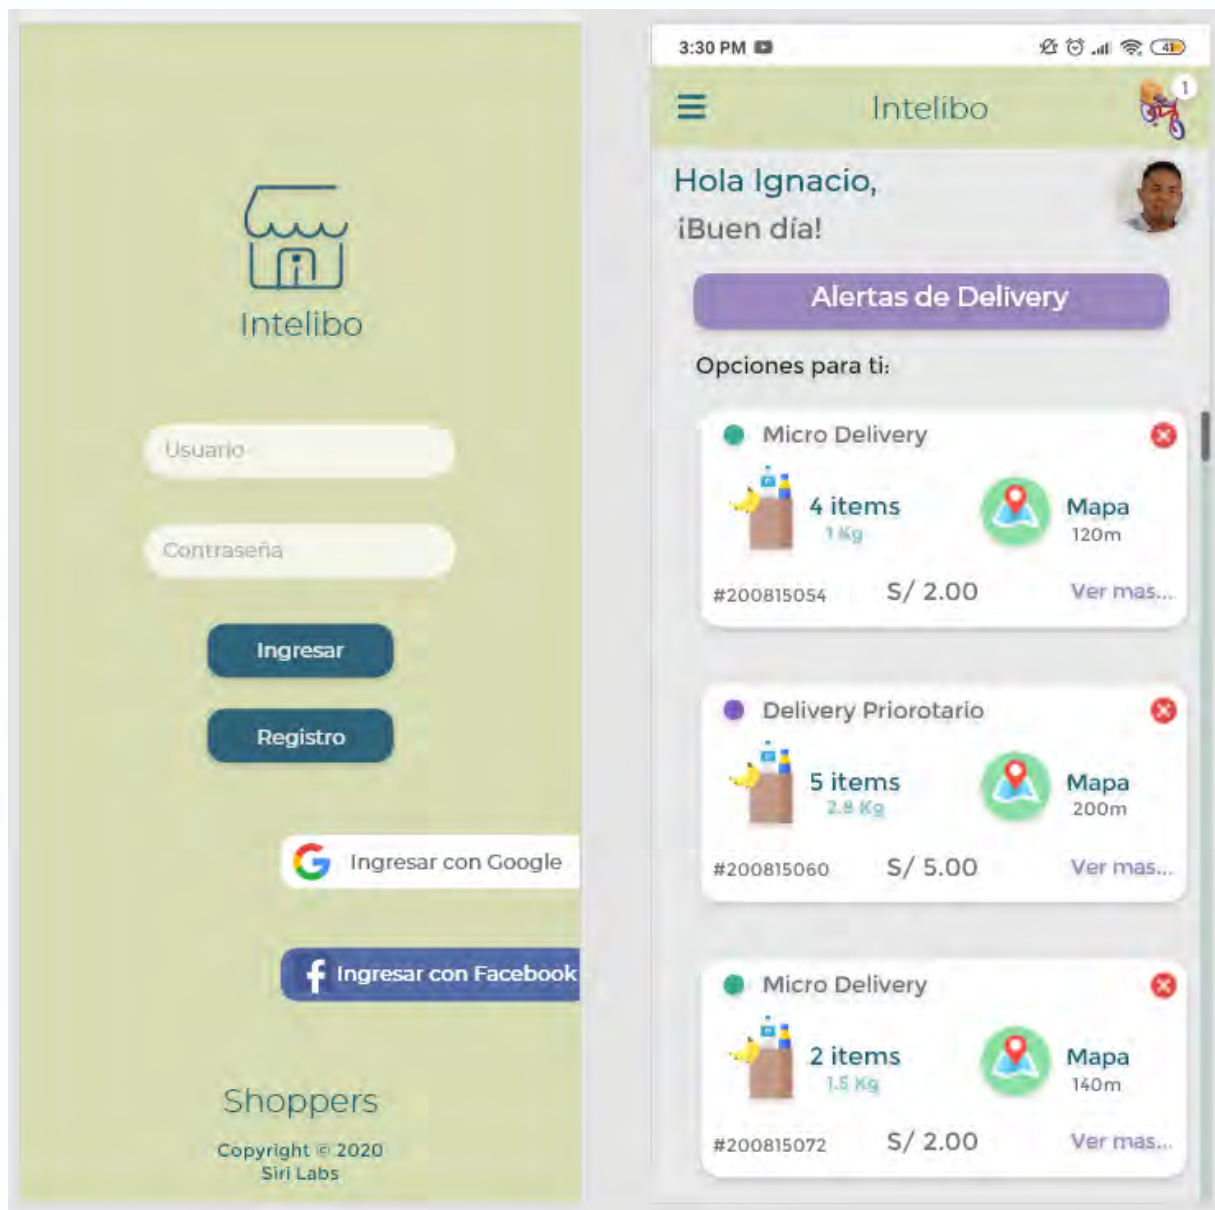 Intelibo
Usuario
Contraseña
Ingresar
Registro
Ingresar con Google
Ingresar con Facebook
Shoppers
Copyright © 2020
Siri Labs
3:30 PM
41
Intelibo
1
Hola Ignacio,
¡Buen día!
Alertas de Delivery
Opciones para ti:
Micro Delivery
4 items
Mapa
1 Kg
120m
#200815054 S/ 2.00 Ver mas...
Delivery Priorotario
5 items
Mapa
2.8 Kg
200m
#200815060 S/ 5.00 Ver mas...
Micro Delivery
2 items
Mapa
1.5 Kg
140m
#200815072 S/ 2.00 Ver mas...